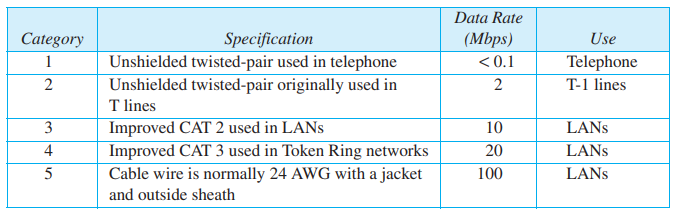 Data Rate
Category Specification (Mbps) Use
1 Unshielded twisted-pair used in telephone < 0.1 Telephone
2 Unshielded twisted-pair originally used in 2 T-1 lines
T lines
3 Improved CAT 2 used in LANs 10 LANs
4 Improved CAT 3 used in Token Ring networks 20 LANs
5 Cable wire is normally 24 AWG with a jacket 100 LANs
and outside sheath